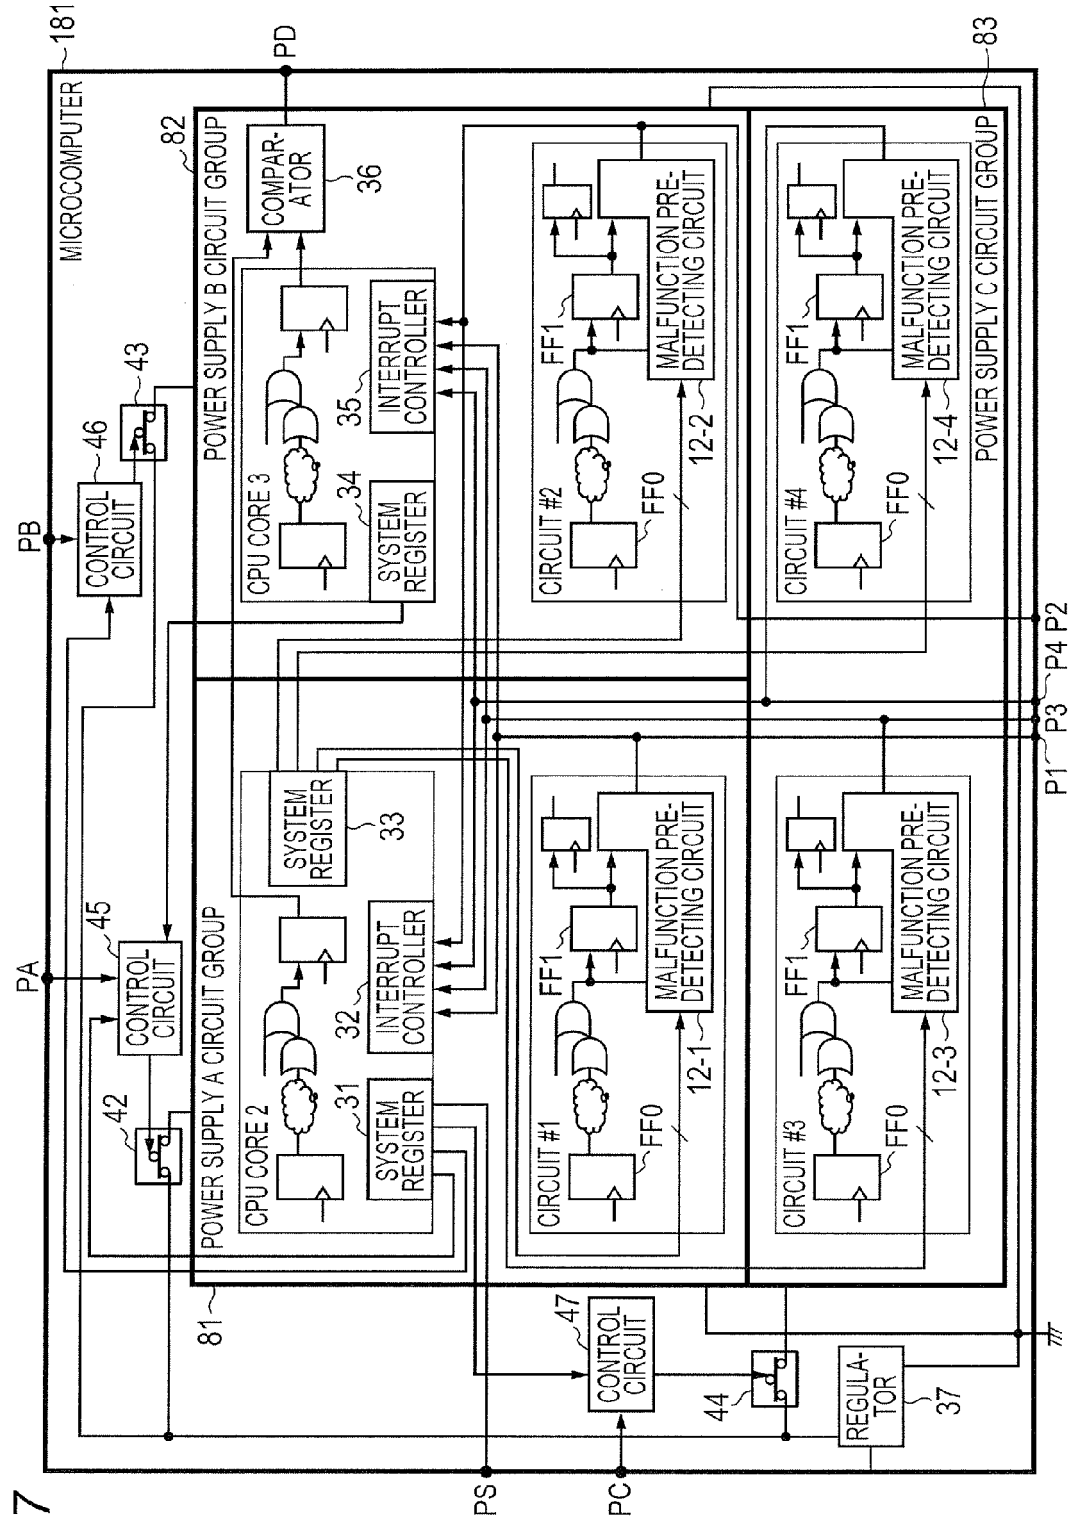 7
MICROCOMPUTER
181
PA
PB
PD
45
CONTROL
CIRCUIT
42
46
CONTROL
CIRCUIT
43
81
POWER SUPPLY A CIRCUIT GROUP
CPU CORE 2
SYSTEM
REGISTER
33
31
SYSTEM
REGISTER
32
INTERRUPT
CONTROLLER
82
POWER SUPPLY B CIRCUIT GROUP
CPU CORE 3
COMPAR-
ATOR
36
34
SYSTEM
REGISTER
35
INTERRUPT
CONTROLLER
CIRCUIT #1
FF0
FF1
MALFUNCTION PRE-
DETECTING CIRCUIT
12-1
CIRCUIT #2
FF0
FF1
MALFUNCTION PRE-
DETECTING CIRCUIT
12-2
CIRCUIT #3
FF0
FF1
MALFUNCTION PRE-
DETECTING CIRCUIT
12-3
CIRCUIT #4
FF0
FF1
MALFUNCTION PRE-
DETECTING CIRCUIT
12-4
POWER SUPPLY C CIRCUIT GROUP
83
PS
PC
47
CONTROL
CIRCUIT
44
REGULA-
TOR
37
P1
P3
P4
P2